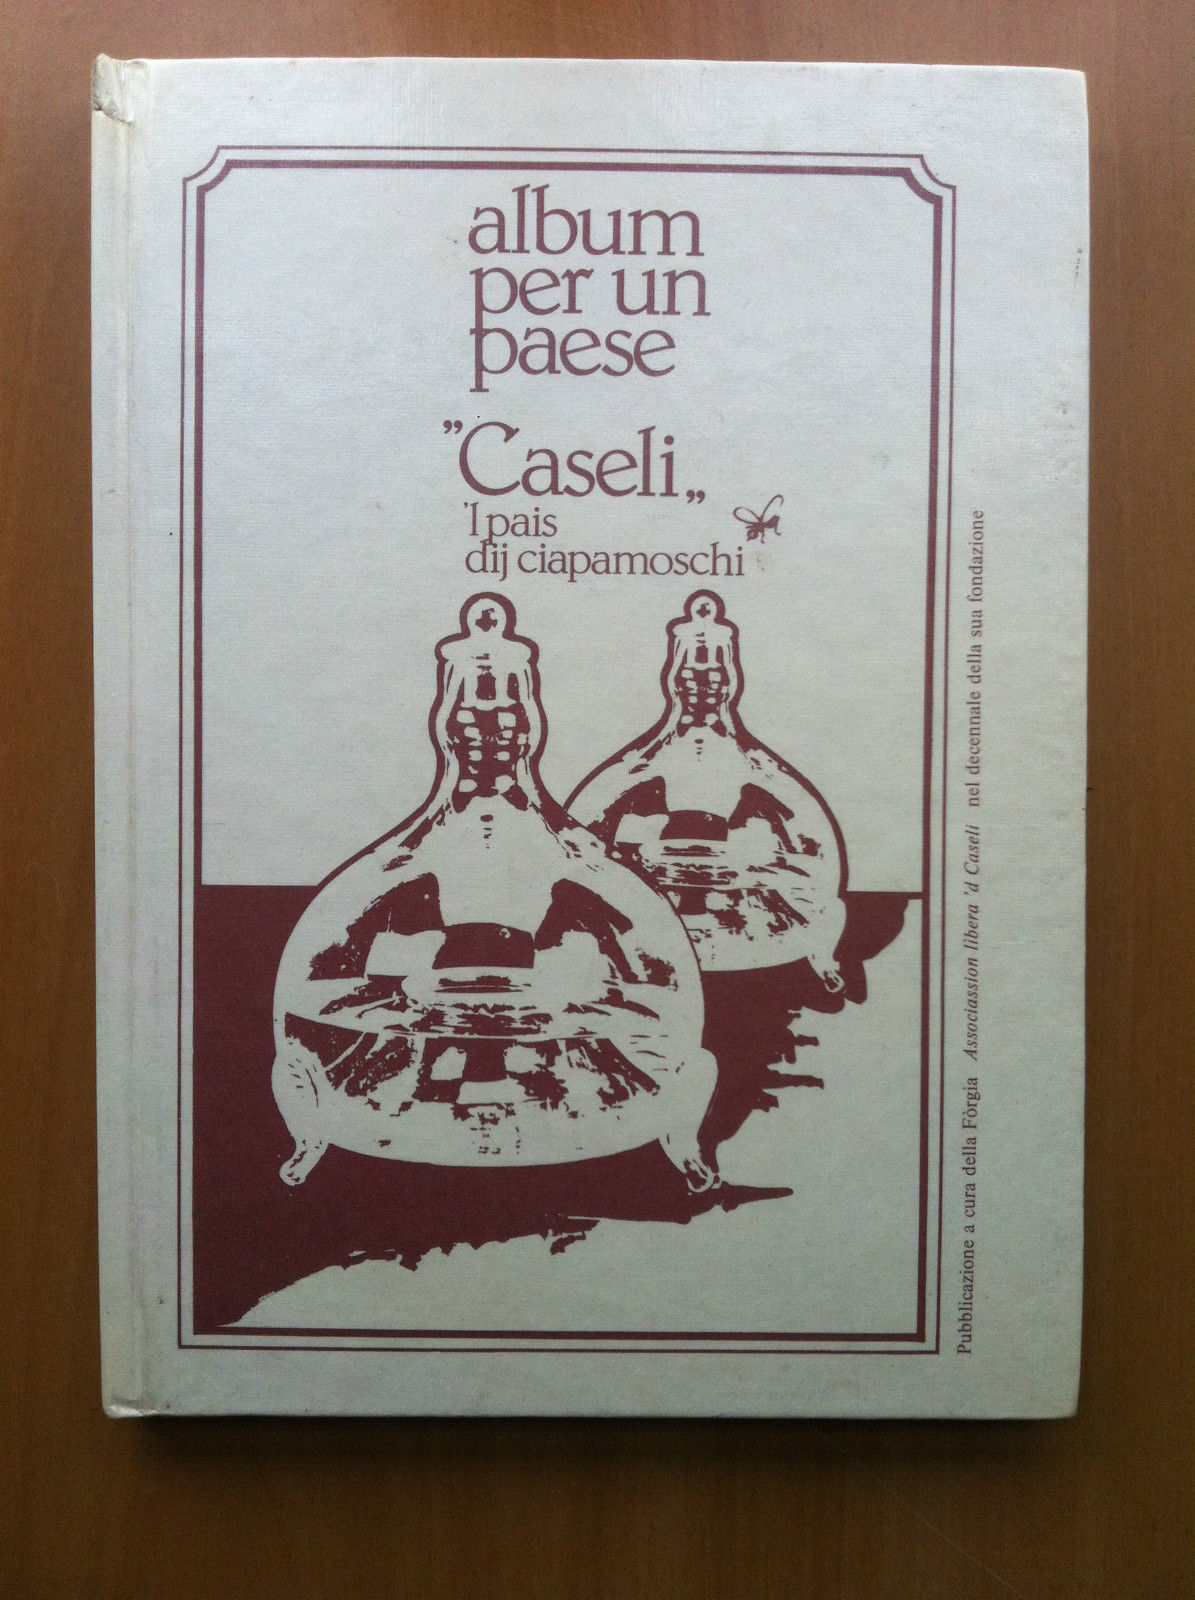 album
per un
paese
”Caseli„
'l pais
dij ciapamoschi
Pubblicazione a cura della Fòrgia Associassion libera 'd Caseli nel decennale della sua fondazione